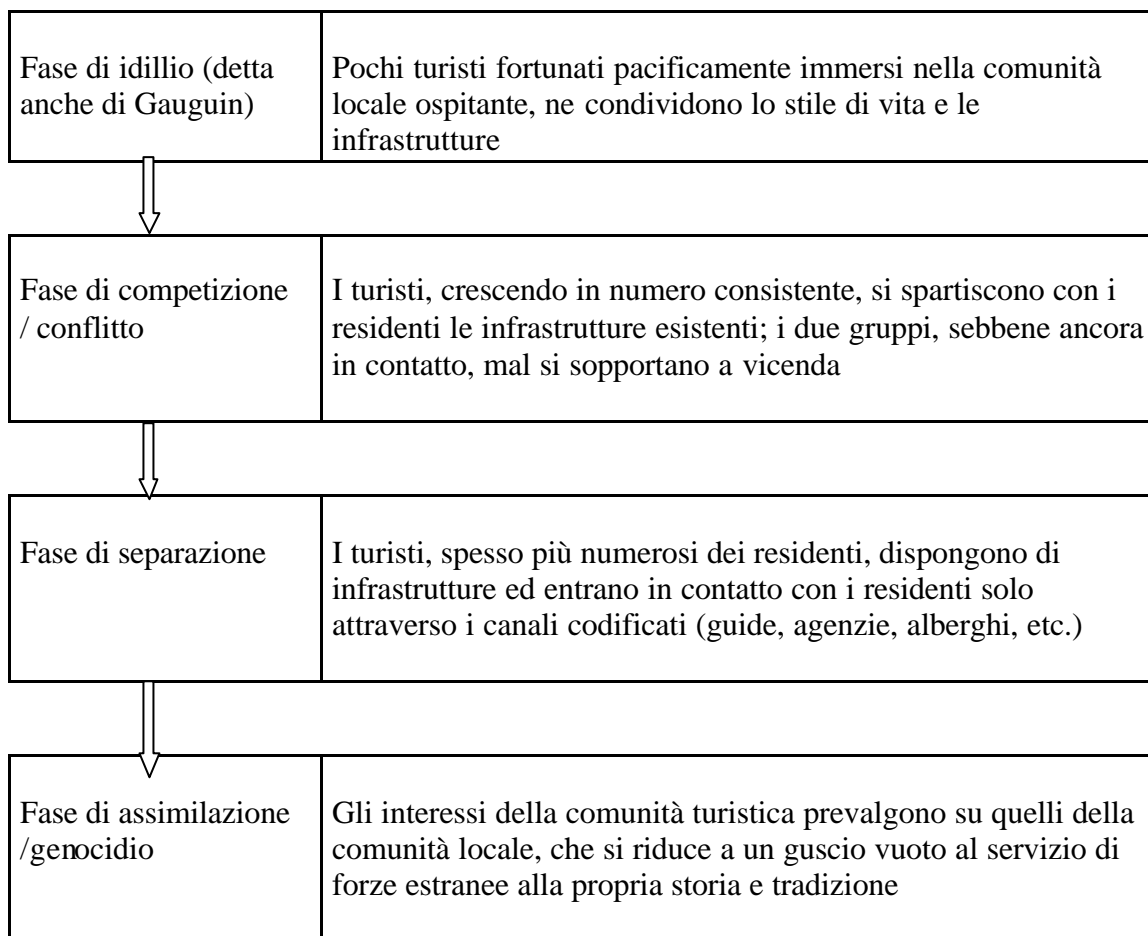 Fase di idillio (detta
anche di Gauguin)
Pochi turisti fortunati pacificamente immersi nella comunità
locale ospitante, ne condividono lo stile di vita e le
infrastrutture
Fase di competizione
/ conflitto
I turisti, crescendo in numero consistente, si spartiscono con i
residenti le infrastrutture esistenti; i due gruppi, sebbene ancora
in contatto, mal si sopportano a vicenda
Fase di separazione
I turisti, spesso più numerosi dei residenti, dispongono di
infrastrutture ed entrano in contatto con i residenti solo
attraverso i canali codificati (guide, agenzie, alberghi, etc.)
Fase di assimilazione
/genocidio
Gli interessi della comunità turistica prevalgono su quelli della
comunità locale, che si riduce a un guscio vuoto al servizio di
forze estranee alla propria storia e tradizione